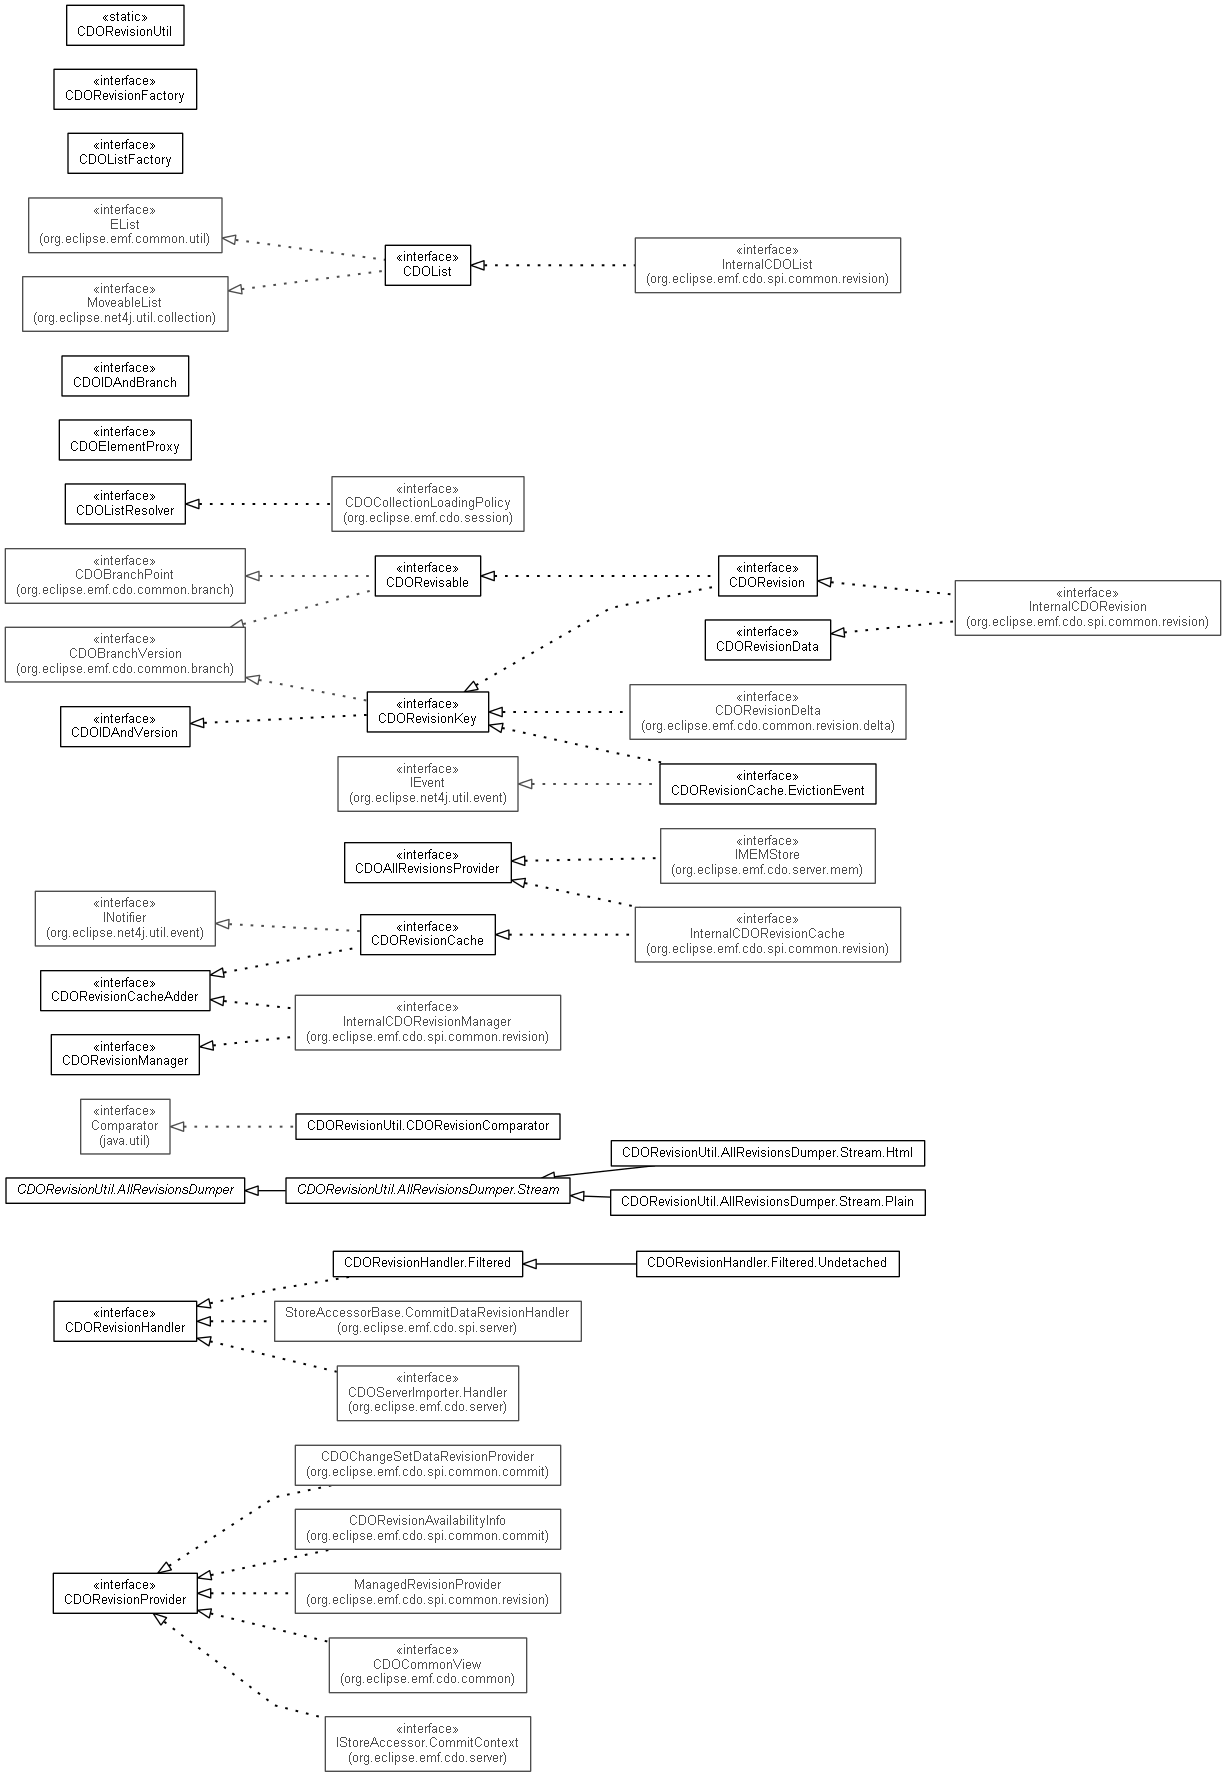 «static»
CDORevisionUtil
«interface»
CDORevisionFactory
«interface»
CDOListFactory
«interface»
EList
(org.eclipse.emf.common.util)
«interface»
MoveableList
(org.eclipse.net4j.util.collection)
«interface»
CDOList
«interface»
InternalCDOList
(org.eclipse.emf.cdo.spi.common.revision)
«interface»
CDOIDAndBranch
«interface»
CDOElementProxy
«interface»
CDOListResolver
«interface»
CDOCollectionLoadingPolicy
(org.eclipse.emf.cdo.session)
«interface»
CDOBranchPoint
(org.eclipse.emf.cdo.common.branch)
«interface»
CDORevisable
«interface»
CDORevision
«interface»
InternalCDORevision
(org.eclipse.emf.cdo.spi.common.revision)
«interface»
CDOBranchVersion
(org.eclipse.emf.cdo.common.branch)
«interface»
CDORevisionData
«interface»
CDOIDAndVersion
«interface»
CDORevisionKey
«interface»
CDORevisionDelta
(org.eclipse.emf.cdo.common.revision.delta)
«interface»
IEvent
(org.eclipse.net4j.util.event)
«interface»
CDORevisionCache.EvictionEvent
«interface»
CDOAllRevisionsProvider
«interface»
IMEMStore
(org.eclipse.emf.cdo.server.mem)
«interface»
INotifier
(org.eclipse.net4j.util.event)
«interface»
CDORevisionCache
«interface»
InternalCDORevisionCache
(org.eclipse.emf.cdo.spi.common.revision)
«interface»
CDORevisionCacheAdder
«interface»
InternalCDORevisionManager
(org.eclipse.emf.cdo.spi.common.revision)
«interface»
CDORevisionManager
«interface»
Comparator
(java.util)
CDORevisionUtil.CDORevisionComparator
CDORevisionUtil.AllRevisionsDumper
CDORevisionUtil.AllRevisionsDumper.Stream
CDORevisionUtil.AllRevisionsDumper.Stream.Html
CDORevisionUtil.AllRevisionsDumper.Stream.Plain
CDORevisionHandler.Filtered
CDORevisionHandler.Filtered.Undetached
«interface»
CDORevisionHandler
StoreAccessorBase.CommitDataRevisionHandler
(org.eclipse.emf.cdo.spi.server)
«interface»
CDOServerImporter.Handler
(org.eclipse.emf.cdo.server)
CDOChangeSetDataRevisionProvider
(org.eclipse.emf.cdo.spi.common.commit)
CDORevisionAvailabilityInfo
(org.eclipse.emf.cdo.spi.common.commit)
«interface»
CDORevisionProvider
ManagedRevisionProvider
(org.eclipse.emf.cdo.spi.common.revision)
«interface»
CDOCommonView
(org.eclipse.emf.cdo.common)
«interface»
IStoreAccessor.CommitContext
(org.eclipse.emf.cdo.server)